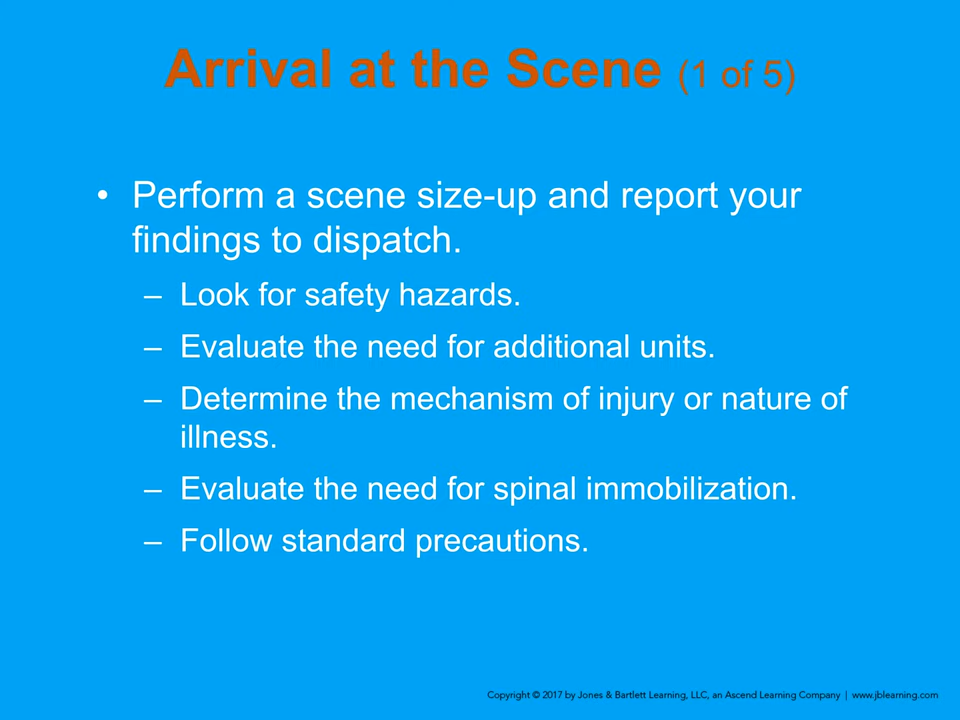 Arrival at the Scene (1 of 5)
• Perform a scene size-up and report your
findings to dispatch.
– Look for safety hazards.
– Evaluate the need for additional units.
– Determine the mechanism of injury or nature of
illness.
– Evaluate the need for spinal immobilization.
– Follow standard precautions.
Copyright © 2017 by Jones & Bartlett Learning, LLC, an Ascend Learning Company | www.jblearning.com